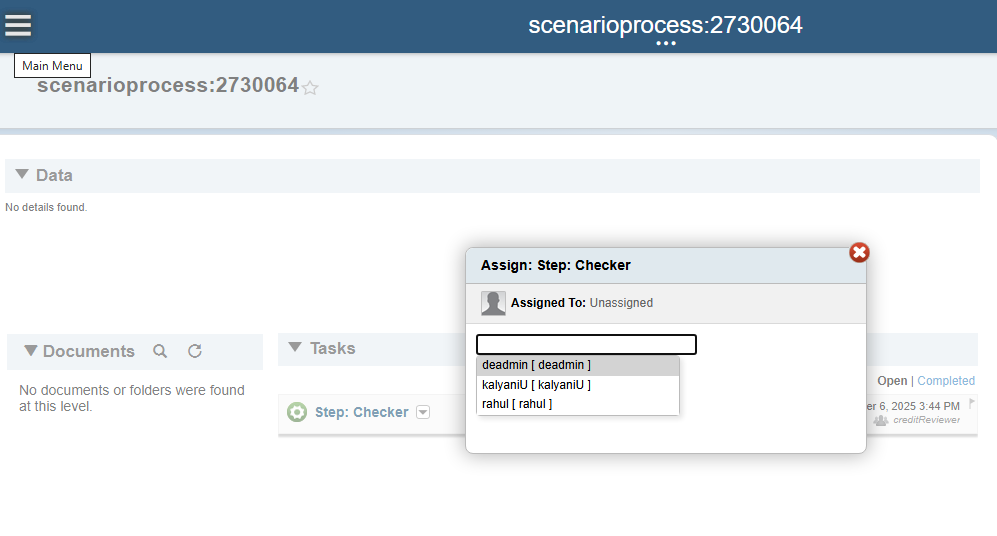 scenarioprocess:2730064
Main Menu
scenarioprocess:2730064
Data
No details found.
Assign: Step: Checker
Assigned To: Unassigned
deadmin [ deadmin ]
kalyaniU [ kalyaniU ]
rahul [ rahul ]
Documents
No documents or folders were found
at this level.
Tasks
Open | Completed
Step: Checker
6, 2025 3:44 PM
creditReviewer